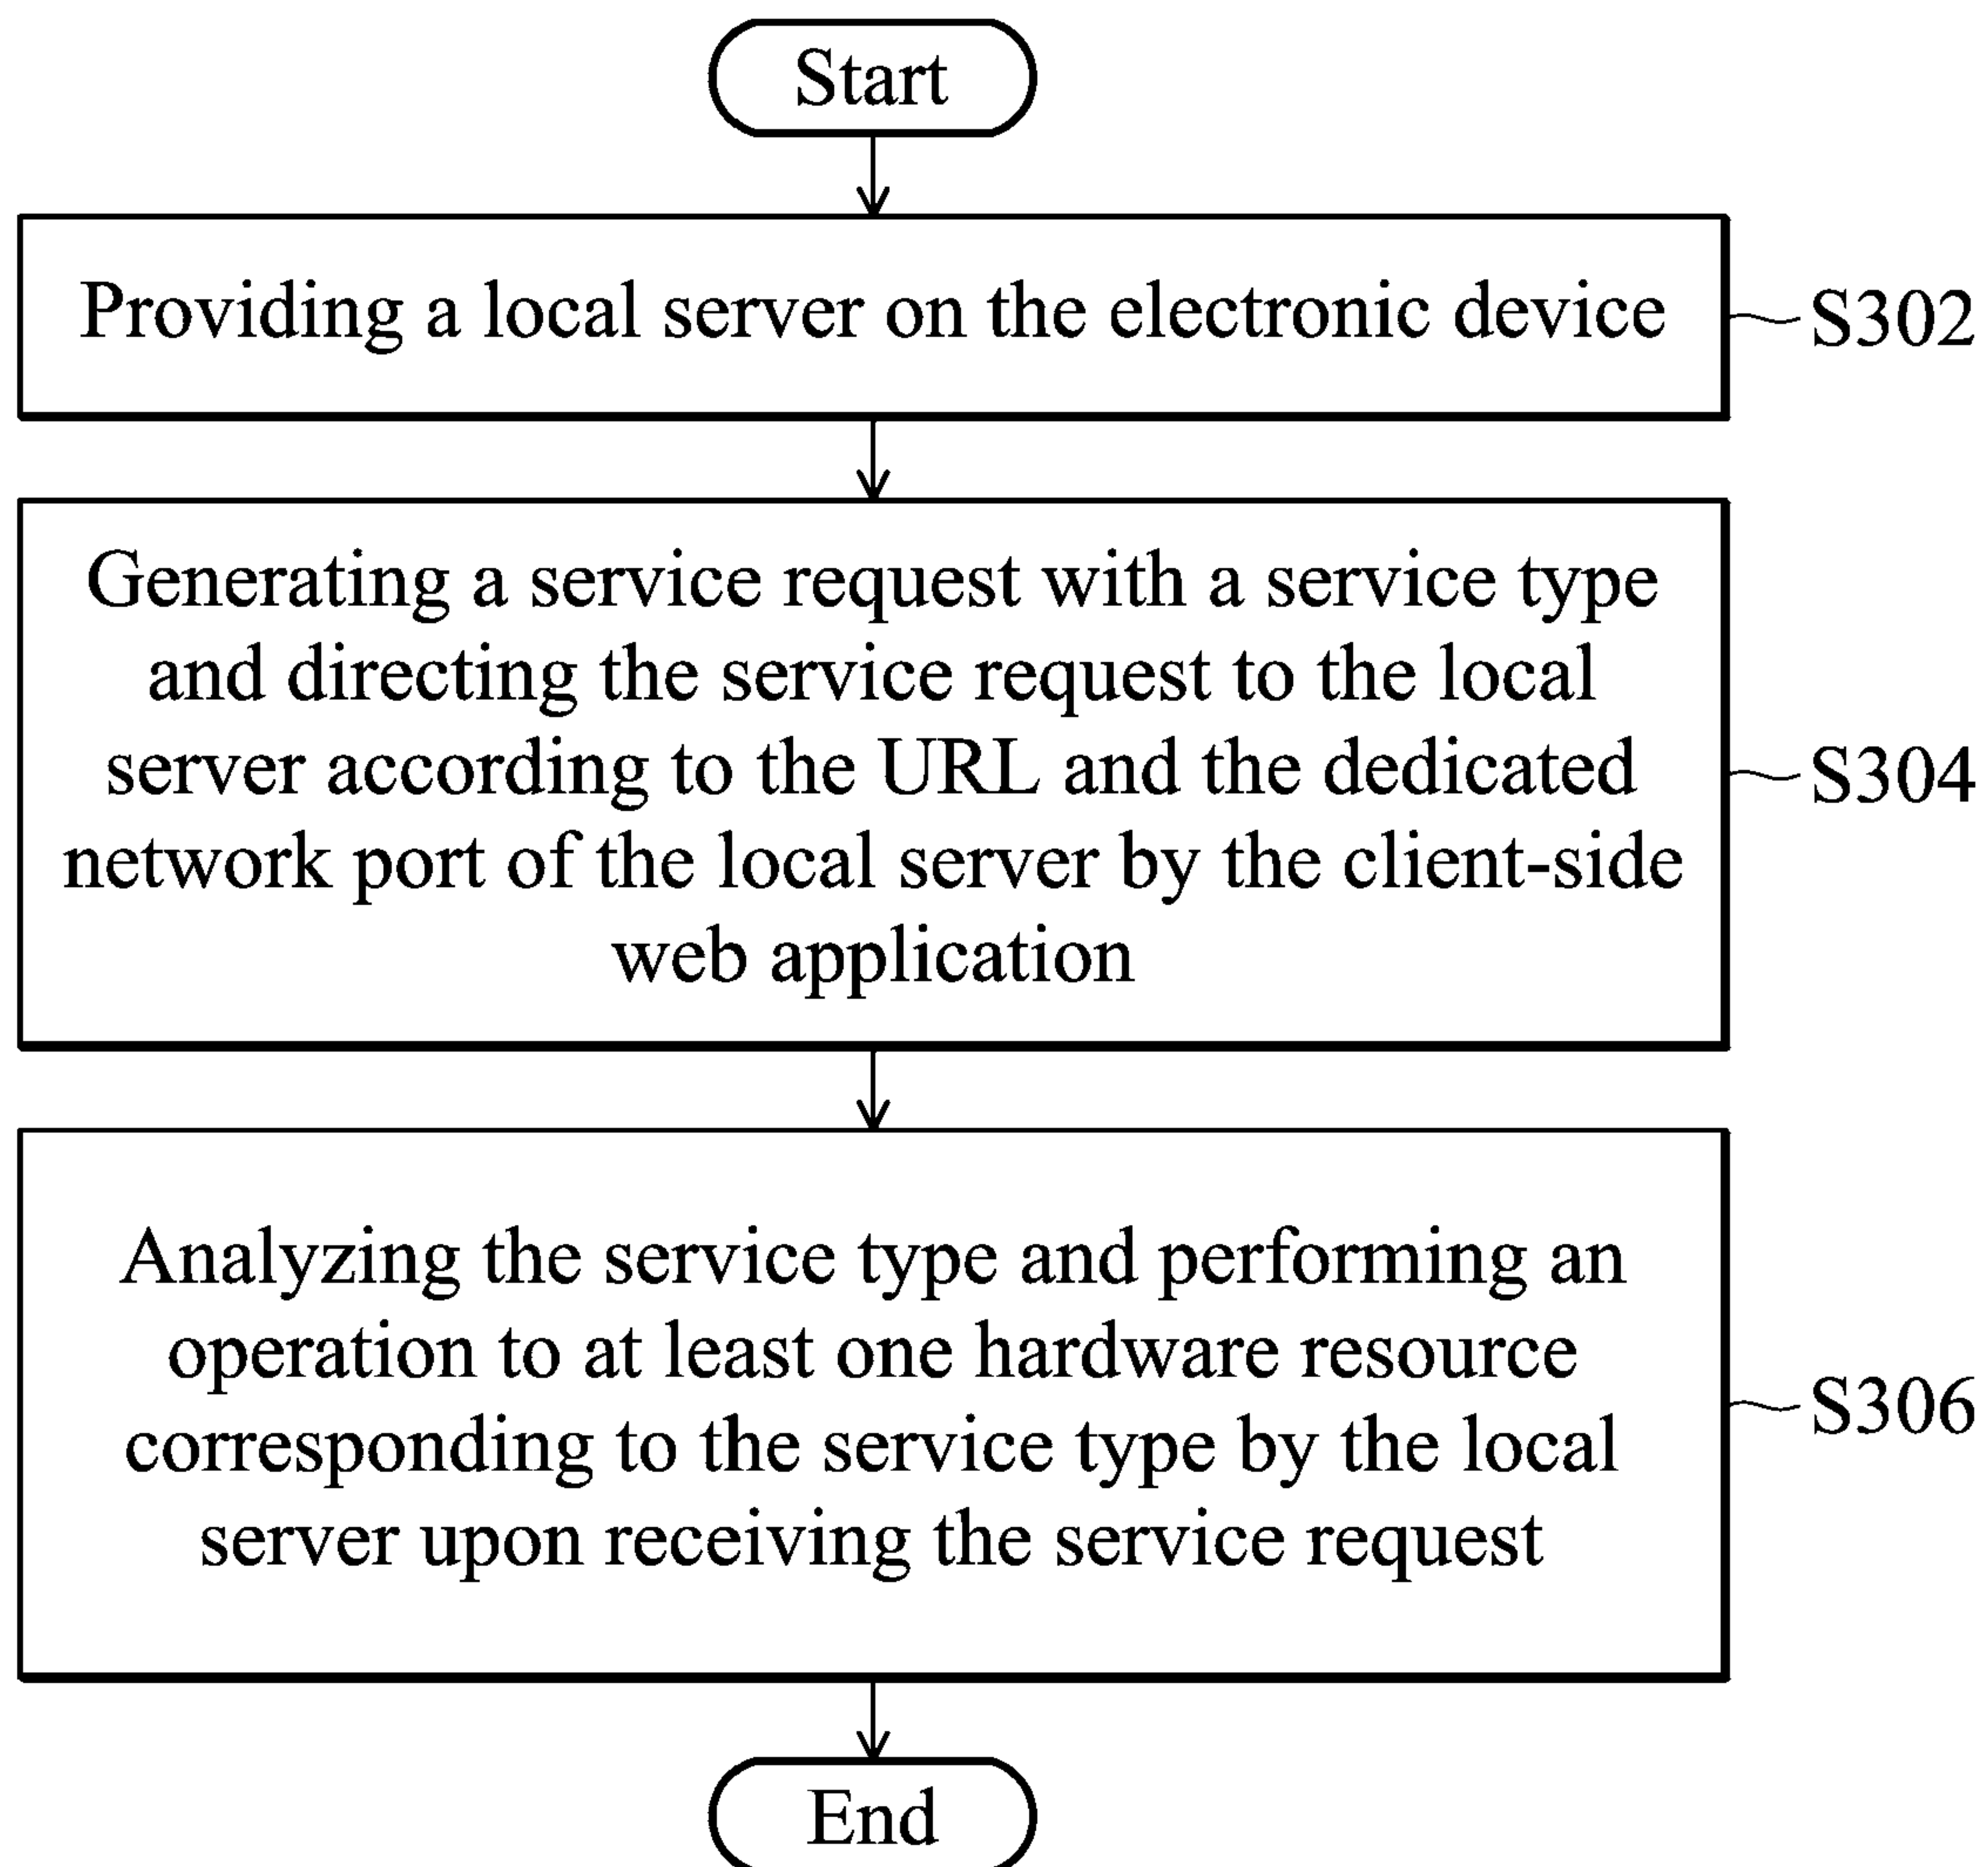 Start
Providing a local server on the electronic device
S302
Generating a service request with a service type
and directing the service request to the local
server according to the URL and the dedicated
network port of the local server by the client-side
web application
S304
Analyzing the service type and performing an
operation to at least one hardware resource
corresponding to the service type by the local
server upon receiving the service request
S306
End